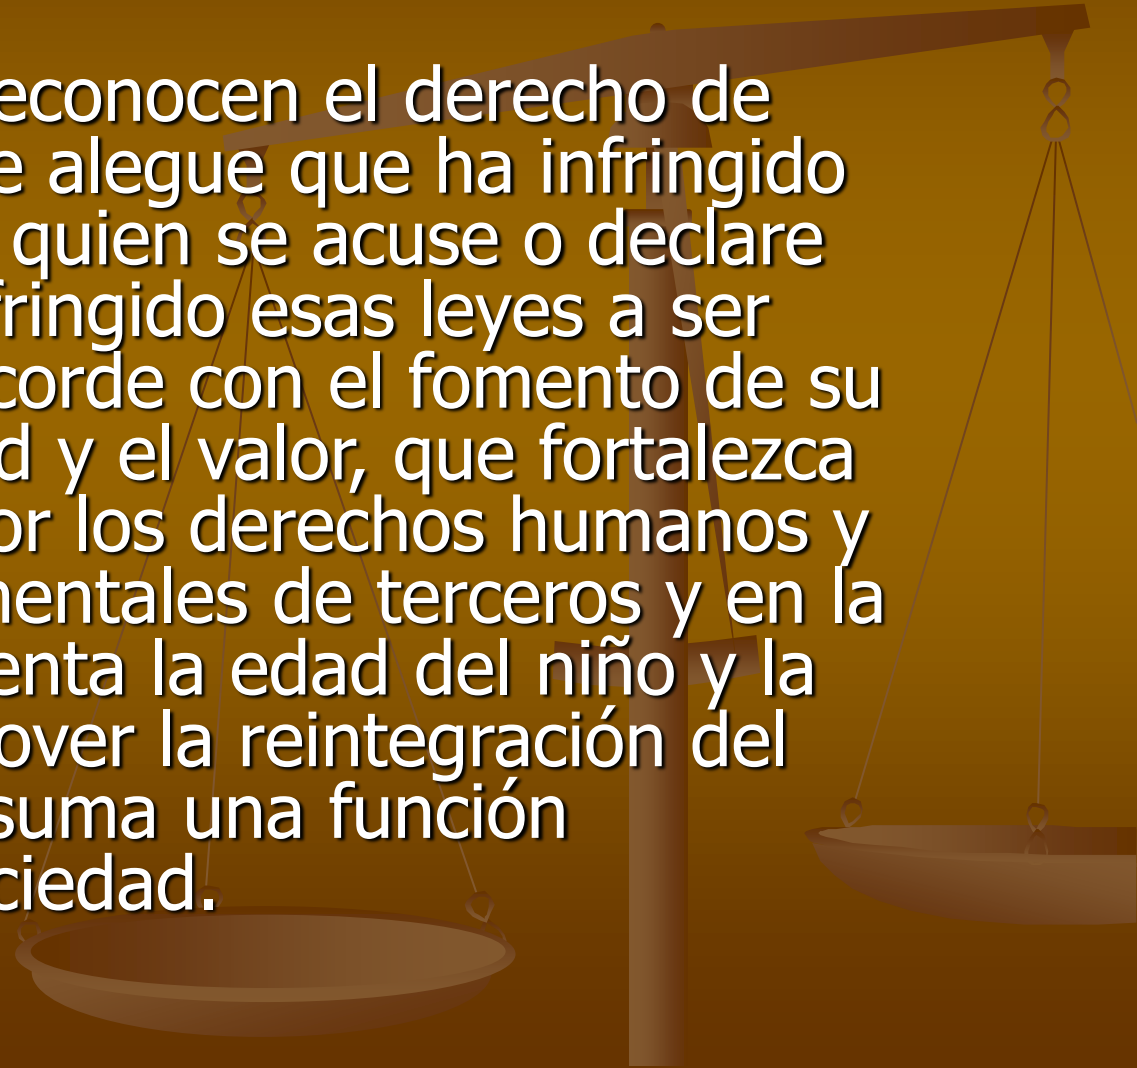 econocen el derecho de
e alegue que ha infringido
quien se acuse o declare
fringido esas leyes a ser
corde con el fomento de su
d y el valor, que fortalezca
or los derechos humanos y
mentales de terceros y en la
enta la edad del niño y la
over la reintegración del
suma una función
ciedad.